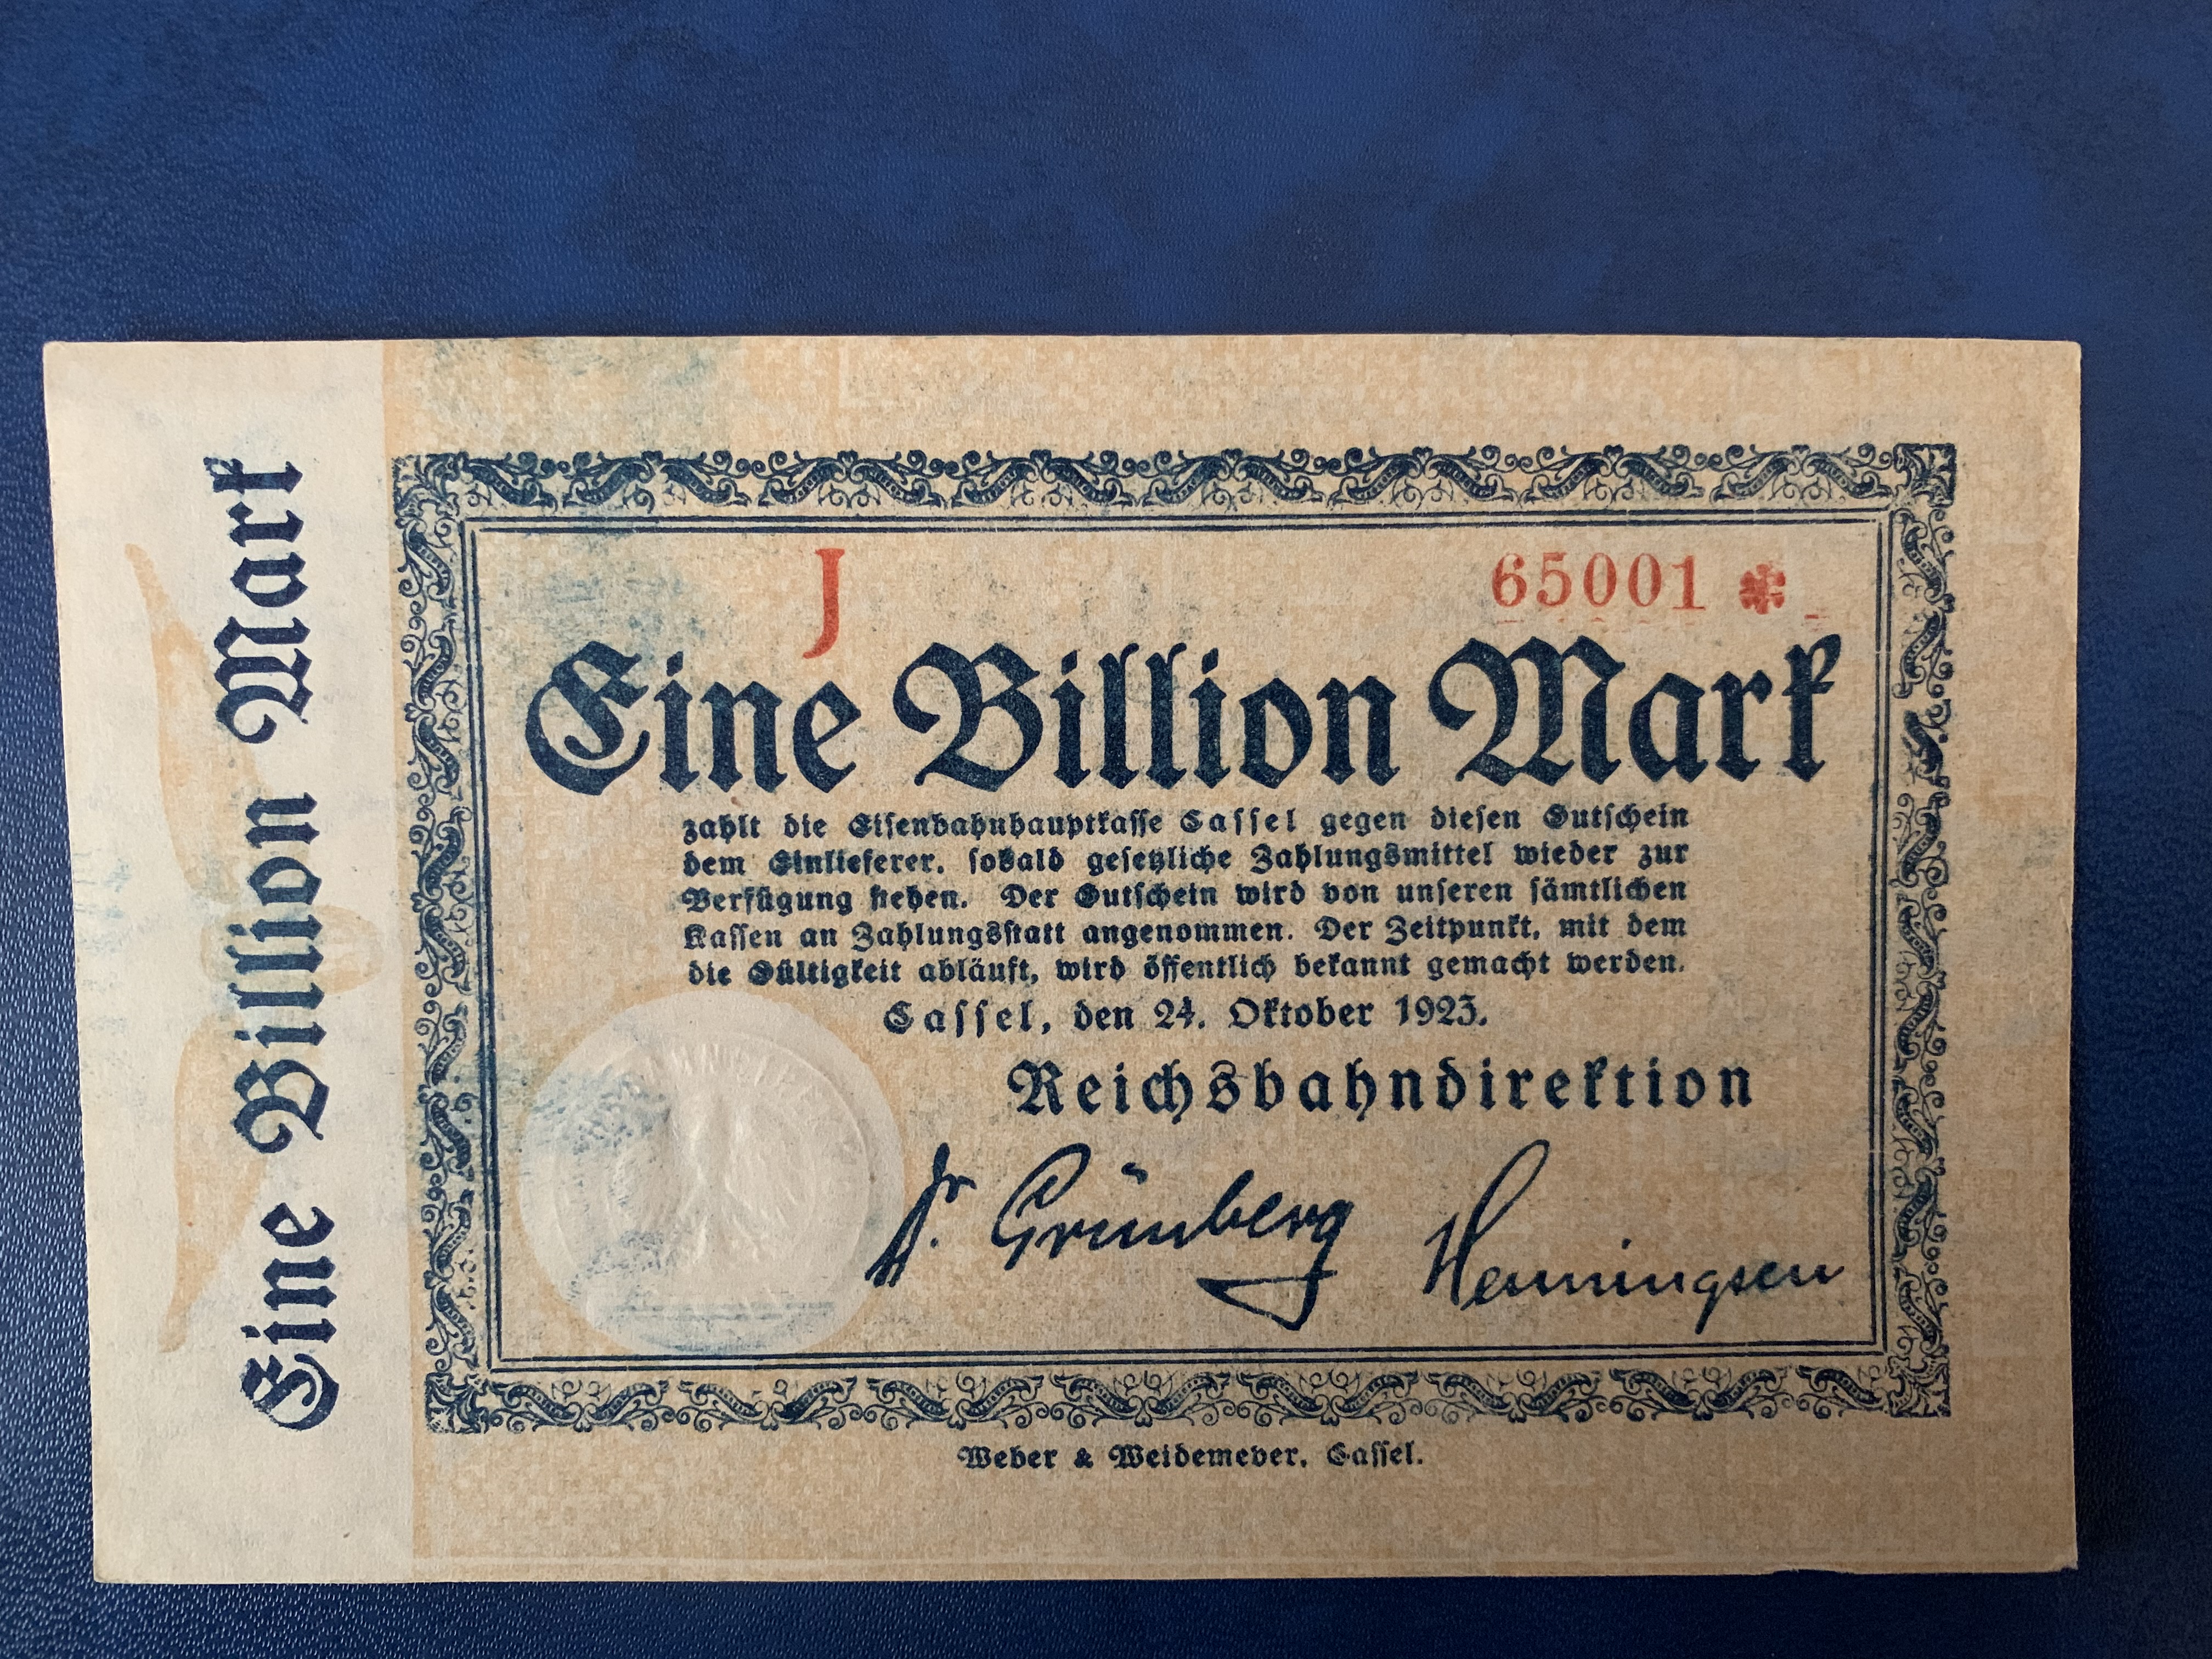 Eine Billion Mark
J
65001 *
Eine Billion Mark
zahlt die Eisenbahnhauptkasse Cassel gegen diesen Gutschein
dem Einlieferer, sobald gesetzliche Zahlungsmittel wieder zur
Verfügung stehen. Der Gutschein wird von unseren sämtlichen
Kassen an Zahlungsstatt angenommen. Der Zeitpunkt, mit dem
die Gültigkeit abläuft, wird öffentlich bekannt gemacht werden.
Cassel, den 24. Oktober 1923.
Reichsbahndirektion
Dr. Grünberg Henningsen
Weber & Weidemeyer, Cassel.